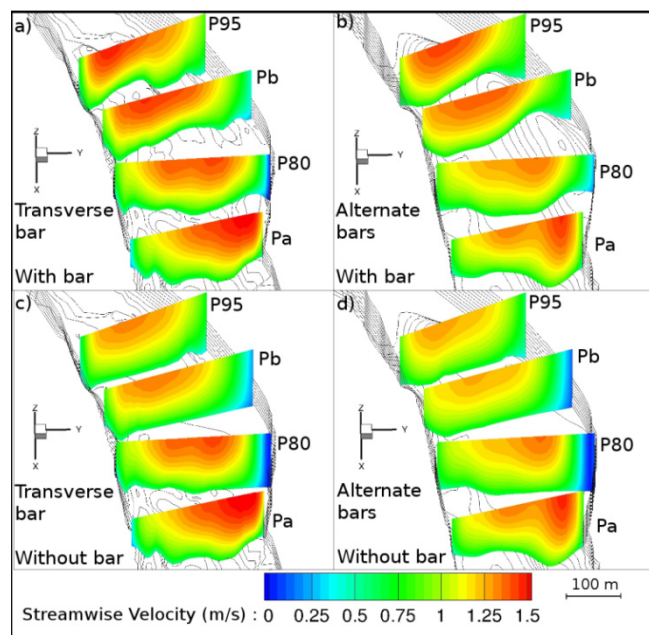 a)
P95
Pb
P80
Pa
Z
Y
X
Transverse
bar
With bar
b)
P95
Pb
P80
Pa
Z
Y
X
Alternate
bars
With bar
c)
P95
Pb
P80
Pa
Z
Y
X
Transverse
bar
Without bar
d)
P95
Pb
P80
Pa
Z
Y
X
Alternate
bars
Without bar
100 m
Streamwise Velocity (m/s) : 0 0.25 0.5 0.75 1 1.25 1.5